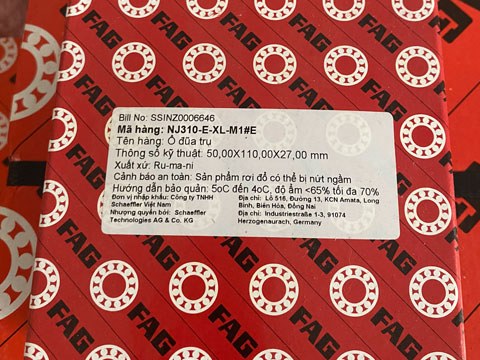 FAG
FAG
FAG
FAG
Bill No: SSINZ0006646
Mã hàng: NJ310-E-XL-M1#E
Tên hàng: Ổ đũa trụ
Thông số kỹ thuật: 50,00X110,00X27,00 mm
Xuất xứ: Ru-ma-ni
Cảnh báo an toàn: Sản phẩm rơi đổ có thể bị nứt ngầm
Hướng dẫn bảo quản: 5oC đến 4oC, độ ẩm <65% tối đa 70%
Đơn vị nhập khẩu: Công ty TNHH
Schaeffler Việt Nam
Địa chỉ: Lô 516, Đường 13, KCN Amata, Long
Bình, Biên Hòa, Đồng Nai
Nhượng quyền bởi: Schaeffler
Technologies AG & Co. KG
Địa chỉ: Industriestraße 1-3, 91074
Herzogenaurach, Germany
FAG
FAG
FAG
FAG